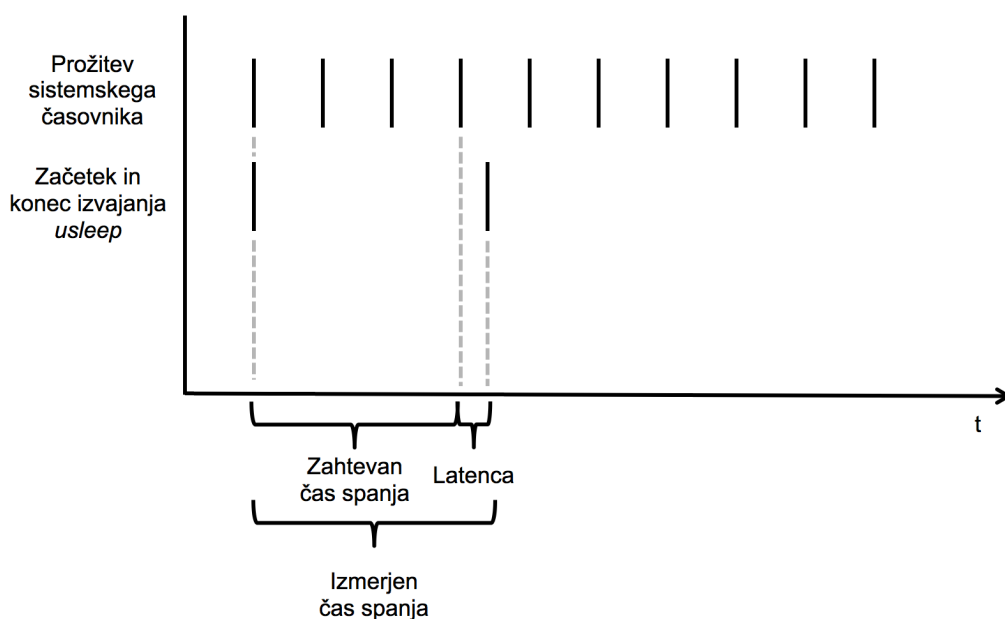 Prožitev
sistemskega
časovnika
Začetek in
konec izvajanja
usleep
t
Zahtevan
čas spanja
Latenca
Izmerjen
čas spanja